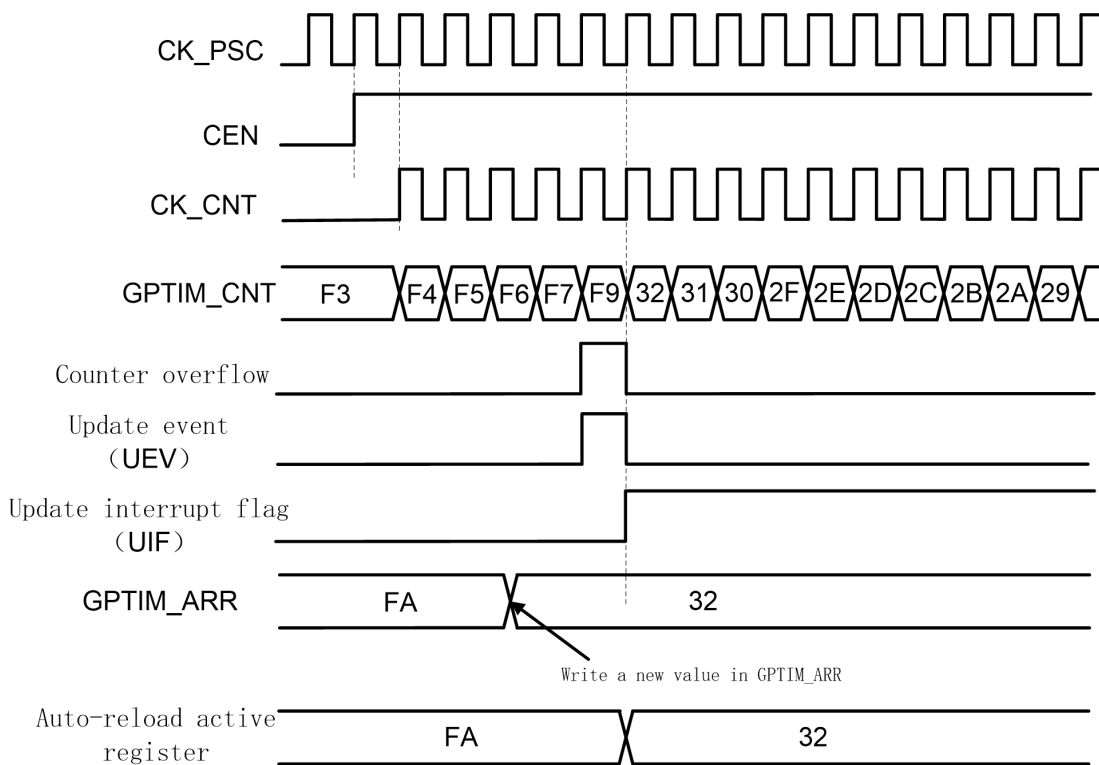 CK_PSC
CEN
CK_CNT
GPTIM_CNT F3 F4 F5 F6 F7 F9 32 31 30 2F 2E 2D 2C 2B 2A 29
Counter overflow
Update event
（UEV）
Update interrupt flag
（UIF）
GPTIM_ARR FA 32
Write a new value in GPTIM_ARR
Auto-reload active
register FA 32